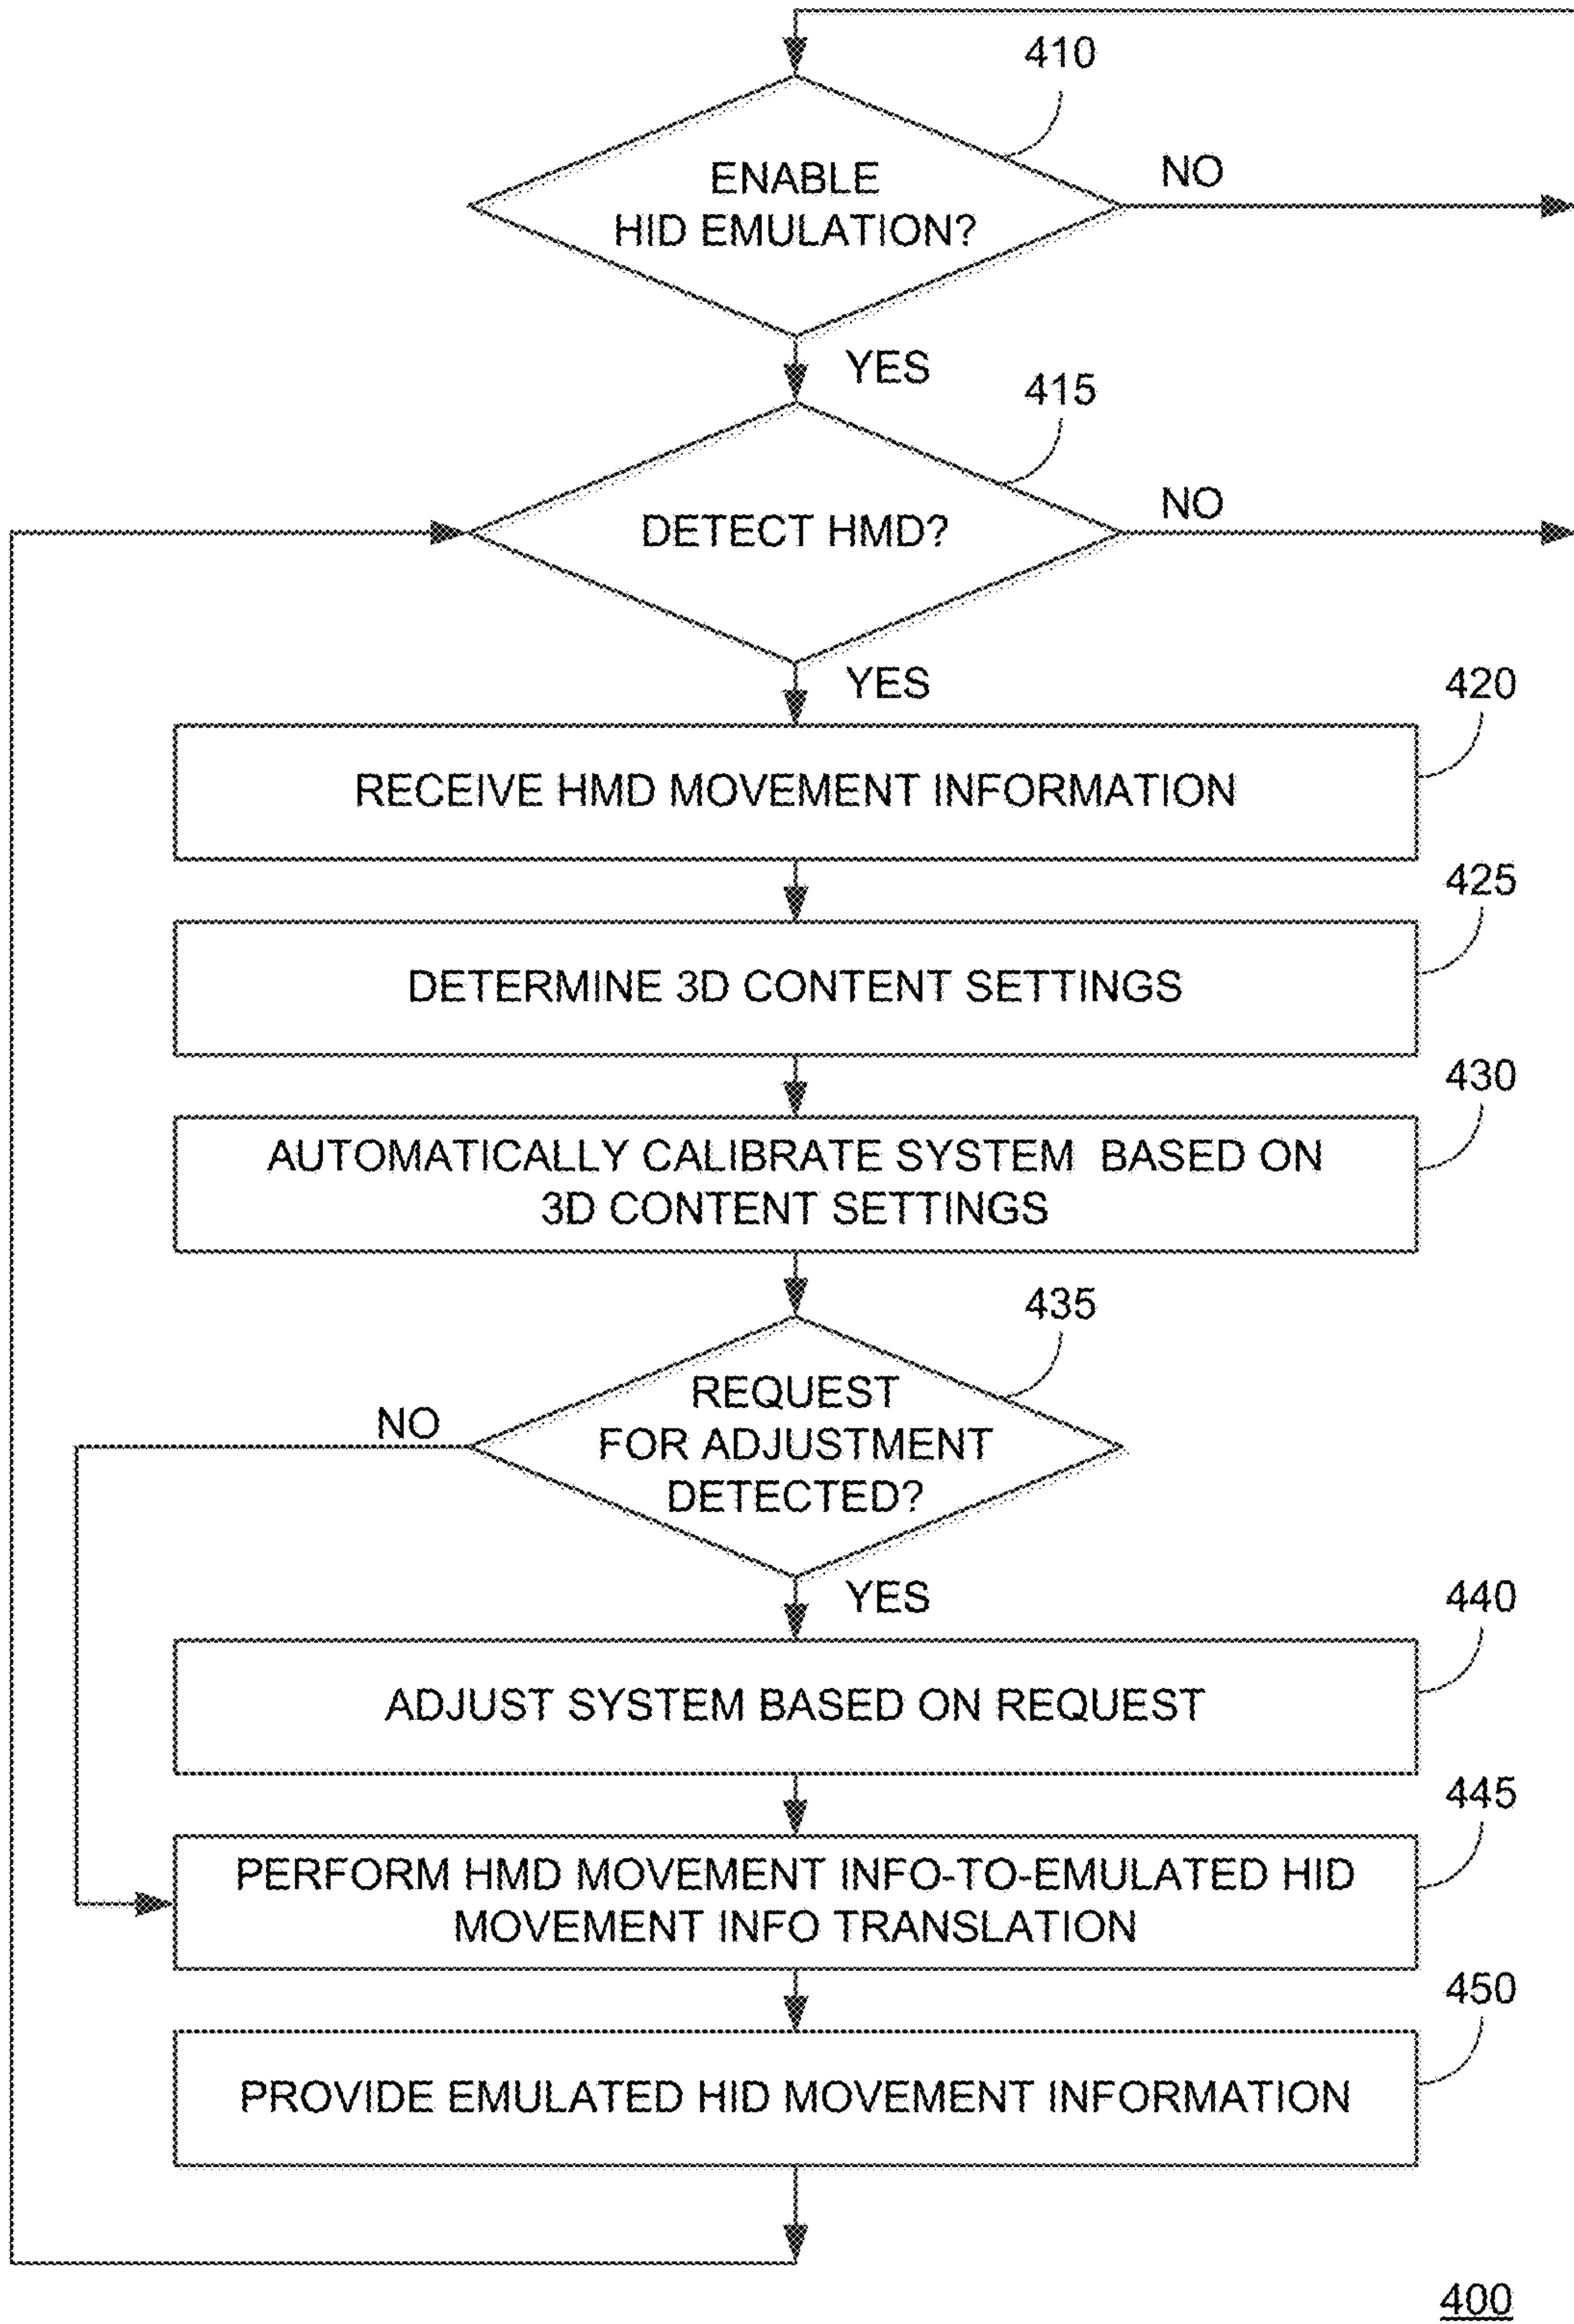 410
ENABLE
HID EMULATION?
NO
YES
415
DETECT HMD?
NO
YES
420
RECEIVE HMD MOVEMENT INFORMATION
425
DETERMINE 3D CONTENT SETTINGS
430
AUTOMATICALLY CALIBRATE SYSTEM BASED ON
3D CONTENT SETTINGS
435
REQUEST
FOR ADJUSTMENT
DETECTED?
NO
YES
440
ADJUST SYSTEM BASED ON REQUEST
445
PERFORM HMD MOVEMENT INFO-TO-EMULATED HID
MOVEMENT INFO TRANSLATION
450
PROVIDE EMULATED HID MOVEMENT INFORMATION
400